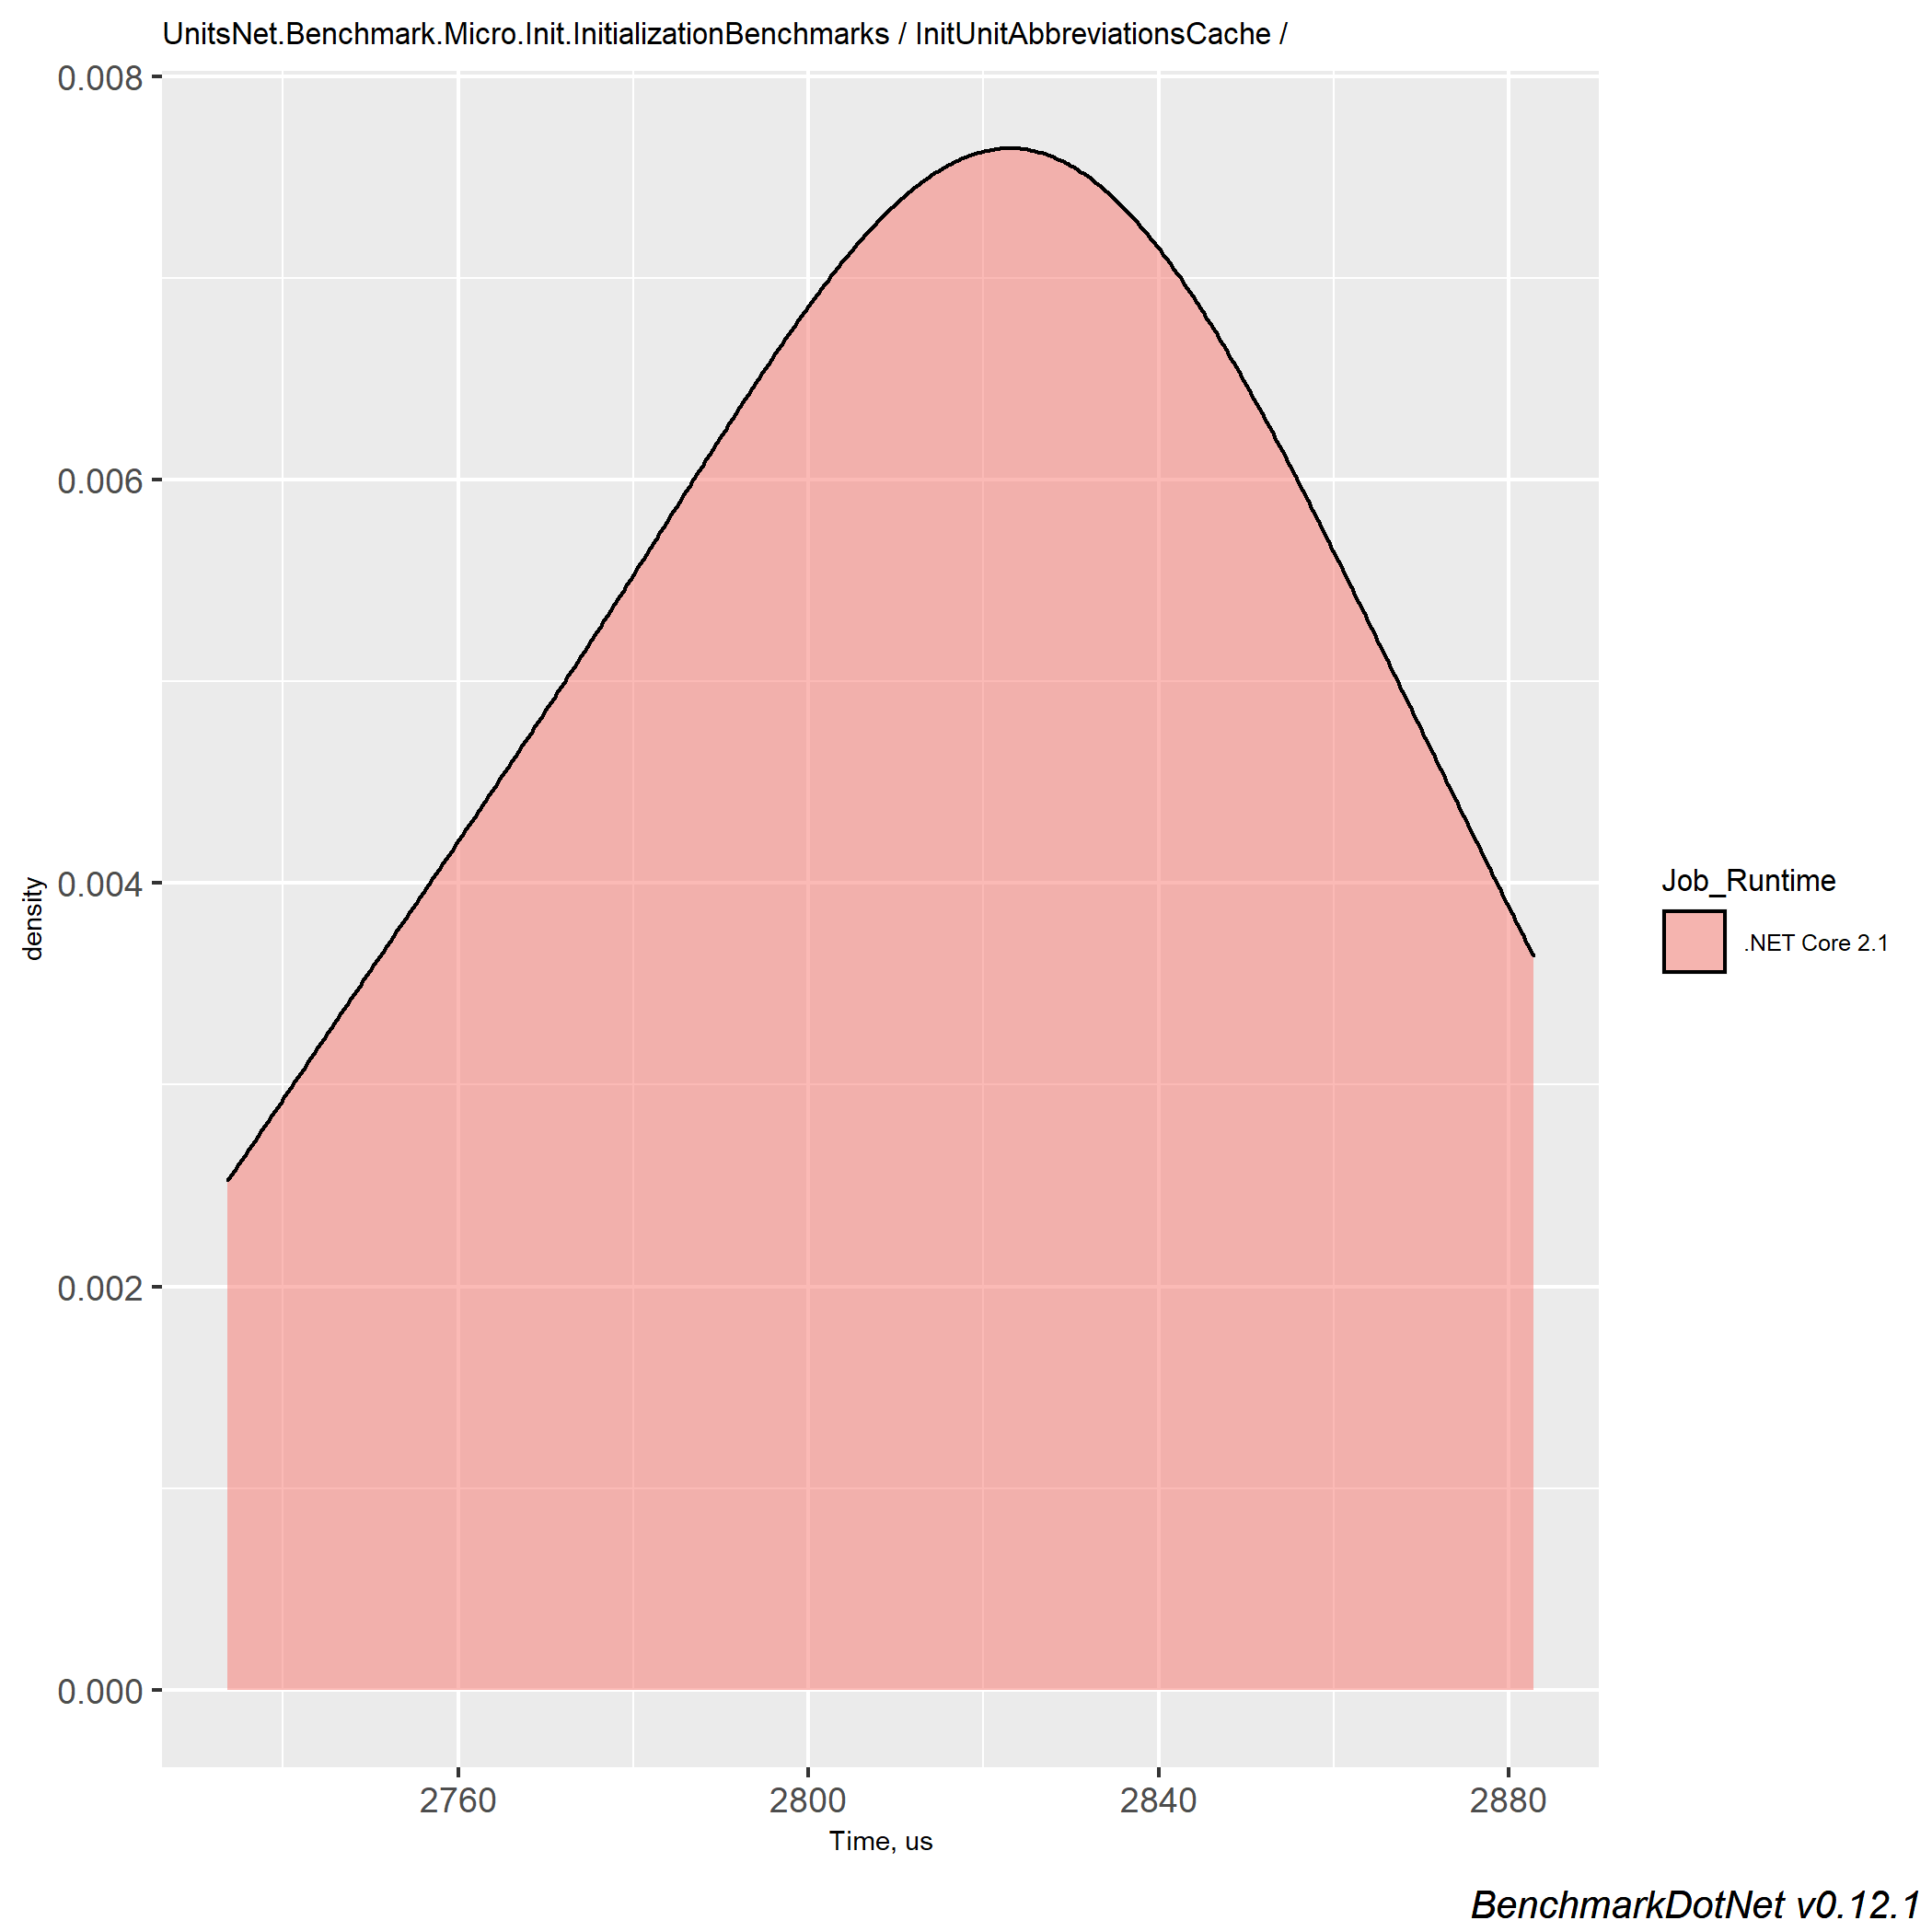 UnitsNet.Benchmark.Micro.Init.InitializationBenchmarks / InitUnitAbbreviationsCache /
0.008
0.006
0.004
0.002
0.000
density
2760 2800 2840 2880
Time, us
Job_Runtime
.NET Core 2.1
BenchmarkDotNet v0.12.1